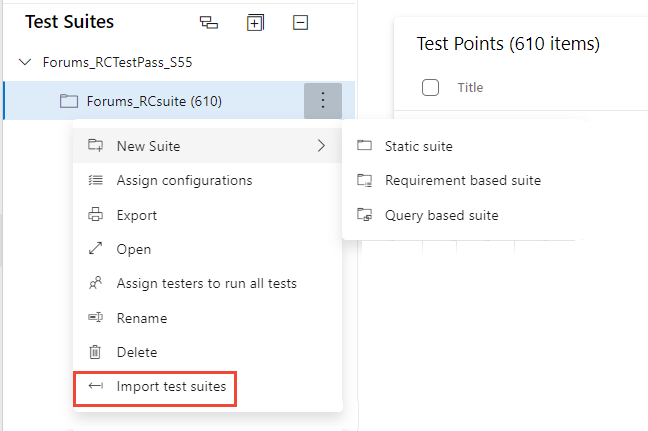 Test Suites
Forums_RCTestPass_S55
Forums_RCsuite (610)
New Suite
Assign configurations
Export
Open
Assign testers to run all tests
Rename
Delete
Import test suites
Static suite
Requirement based suite
Query based suite
Test Points (610 items)
Title